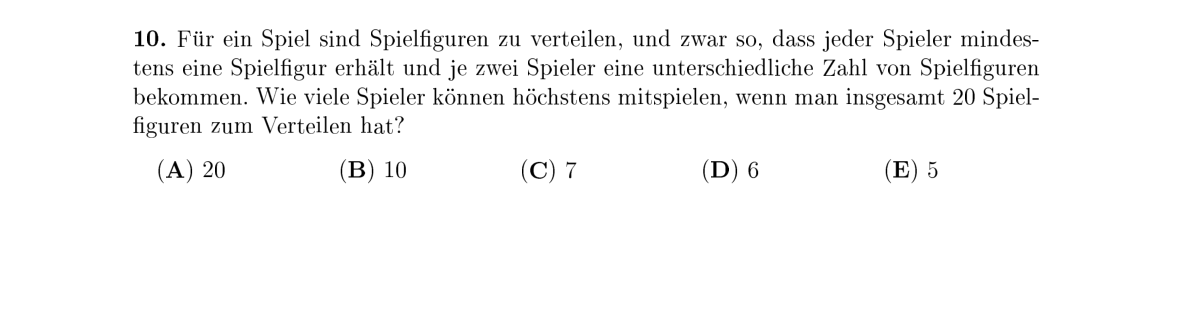 10. Für ein Spiel sind Spielfiguren zu verteilen, und zwar so, dass jeder Spieler mindes-
tens eine Spielfigur erhält und je zwei Spieler eine unterschiedliche Zahl von Spielfiguren
bekommen. Wie viele Spieler können höchstens mitspielen, wenn man insgesamt 20 Spiel-
figuren zum Verteilen hat?
(A) 20 (B) 10 (C) 7 (D) 6 (E) 5